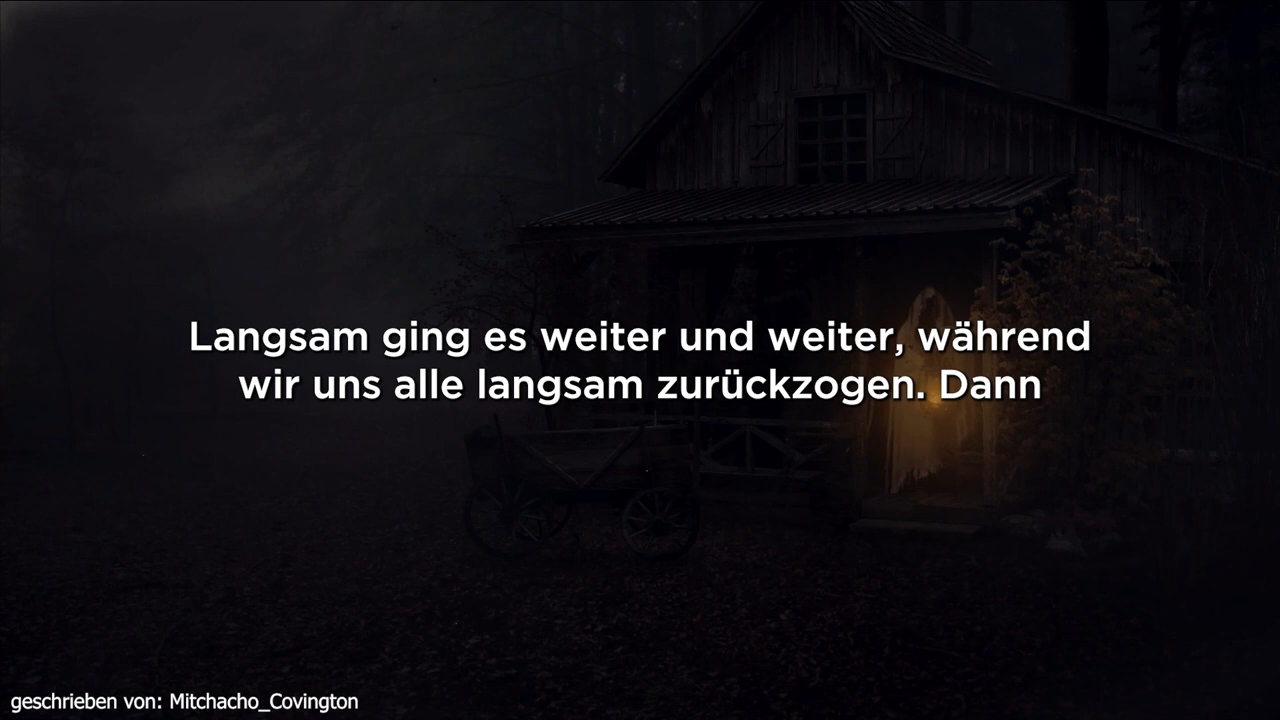 Langsam ging es weiter und weiter, während
wir uns alle langsam zurückzogen. Dann
geschrieben von: Mitchacho_Covington